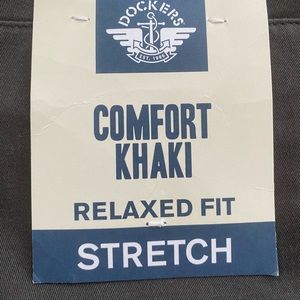 DOCKERS
EST. 1986
COMFORT
KHAKI
RELAXED FIT
STRETCH